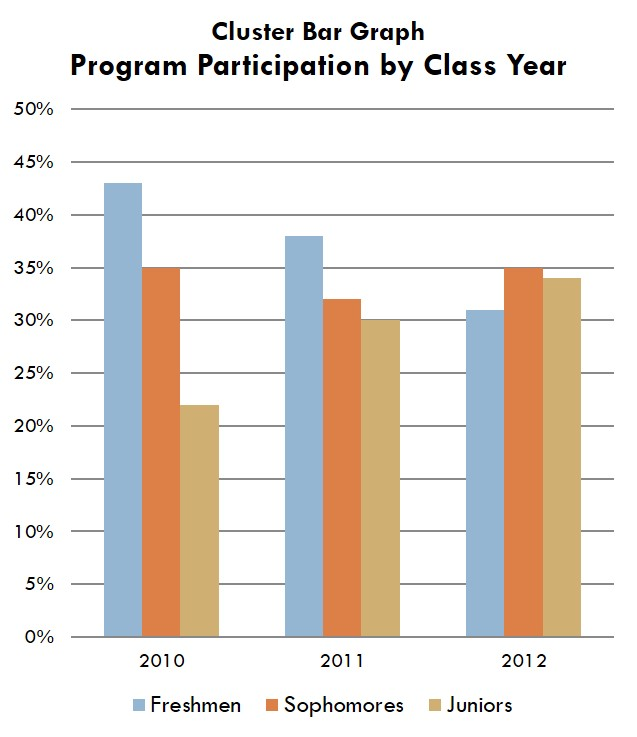 Cluster Bar Graph
Program Participation by Class Year
50%
45%
40%
35%
30%
25%
20%
15%
10%
5%
0%
2010 2011 2012
Freshmen Sophomores Juniors